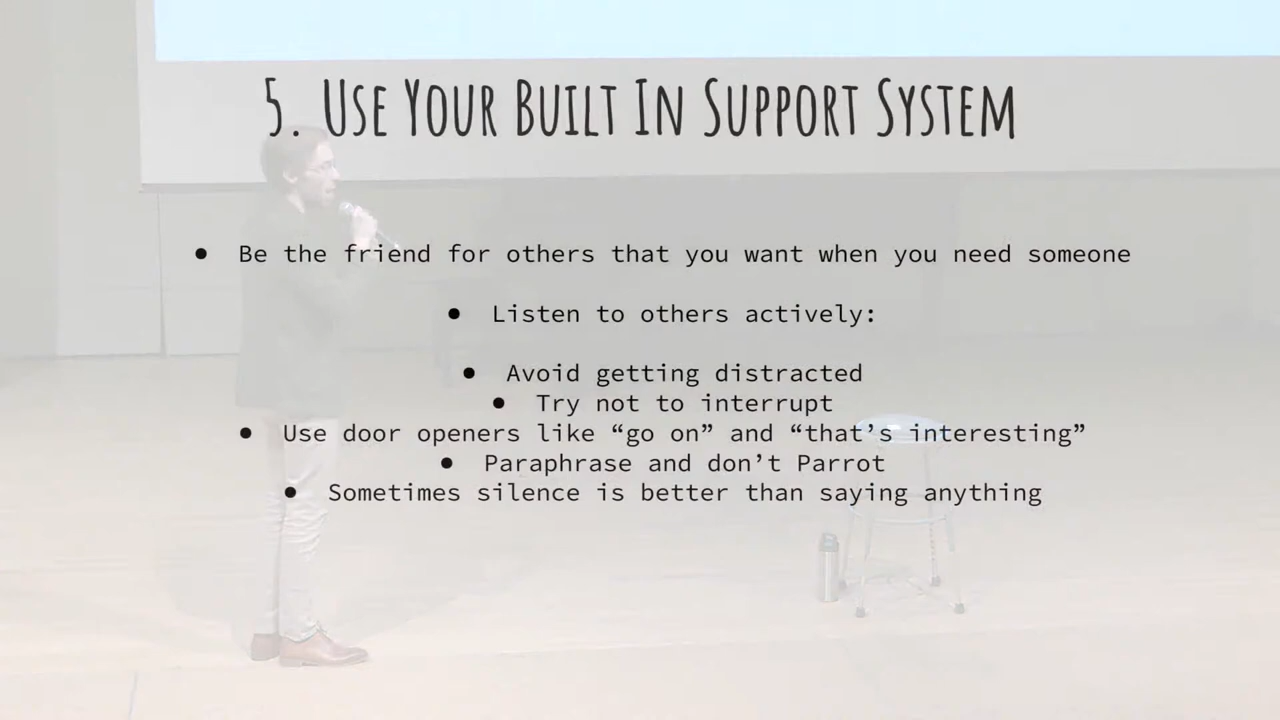 5. Use Your Built In Support System
● Be the friend for others that you want when you need someone
● Listen to others actively:
● Avoid getting distracted
● Try not to interrupt
● Use door openers like “go on” and “that’s interesting”
● Paraphrase and don’t Parrot
● Sometimes silence is better than saying anything